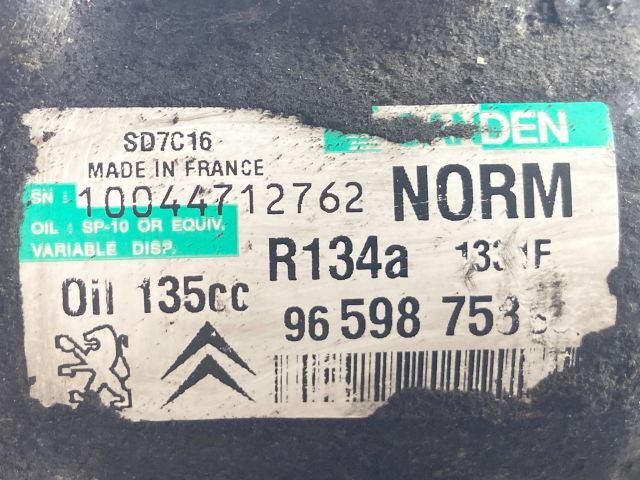 SANDEN
SD7C16
MADE IN FRANCE
SN : 10044712762
NORM
OIL : SP-10 OR EQUIV.
VARIABLE DISP.
R134a
Oil 135cc
96 598 758